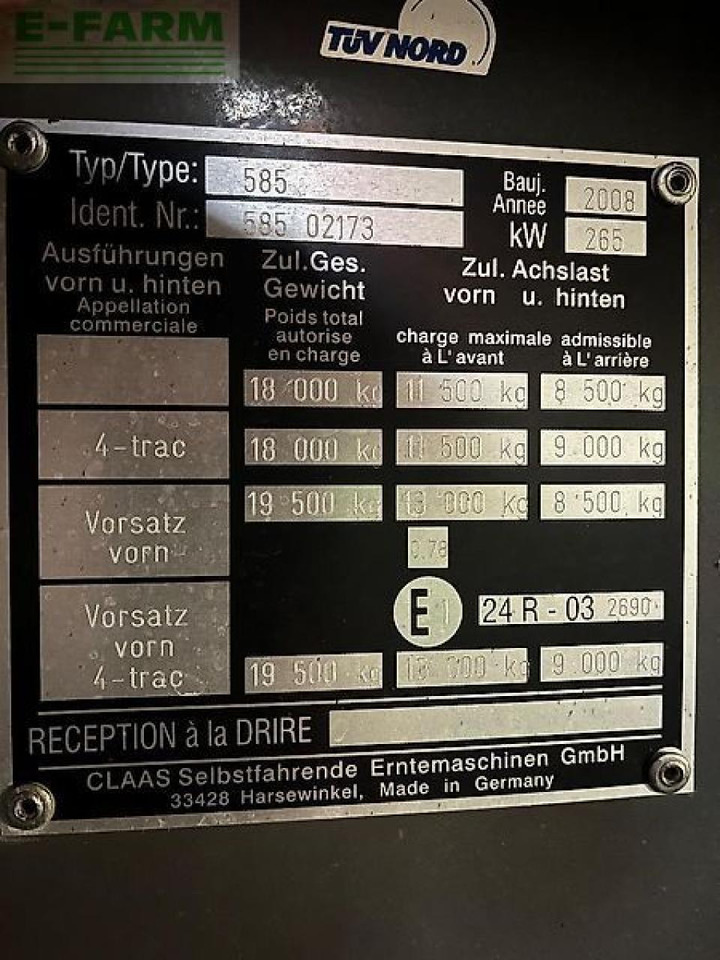 E-FARM
TÜV NORD
Typ/Type: 585
Bauj. Annee 2008
Ident. Nr.: 585 02173
kW 265
Ausführungen
vorn u. hinten
Appellation
commerciale
Zul.Ges.
Gewicht
Poids total
autorise
en charge
Zul. Achslast
vorn u. hinten
charge maximale admissible
à L'avant à L'arrière
18 000 kg 11 500 kg 8 500 kg
4-trac 18 000 kg 11 500 kg 9 000 kg
Vorsatz
vorn
19 500 kg 13 000 kg 8 500 kg
0.78
E1 24 R - 03 2690
Vorsatz
vorn
4-trac
19 500 kg 13 000 kg 9 000 kg
RECEPTION à la DRIRE
CLAAS Selbstfahrende Erntemaschinen GmbH
33428 Harsewinkel, Made in Germany